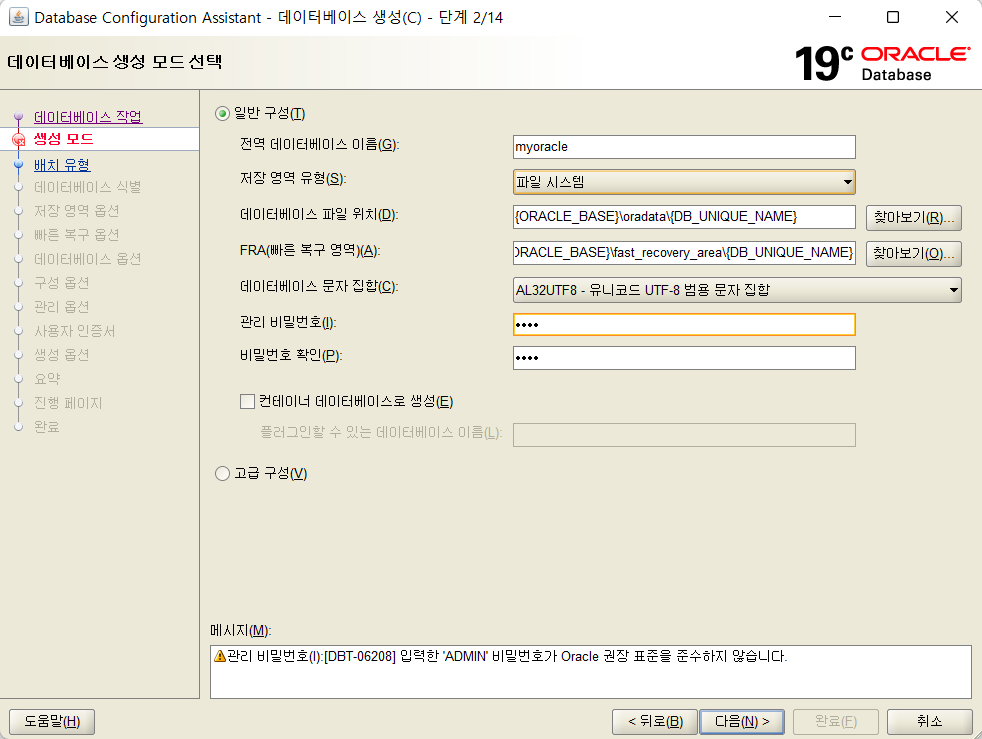 Database Configuration Assistant - 데이터베이스 생성(C) - 단계 2/14
데이터베이스 생성 모드 선택
19c ORACLE Database
데이터베이스 작업
생성 모드
배치 유형
데이터베이스 식별
저장 영역 옵션
빠른 복구 옵션
데이터베이스 옵션
구성 옵션
관리 옵션
사용자 인증서
생성 옵션
요약
진행 페이지
완료
일반 구성(T)
전역 데이터베이스 이름(G): myoracle
저장 영역 유형(S): 파일 시스템
데이터베이스 파일 위치(D): {ORACLE_BASE}\oradata\{DB_UNIQUE_NAME} 찾아보기(R)...
FRA(빠른 복구 영역)(A): ORACLE_BASE}\fast_recovery_area\{DB_UNIQUE_NAME} 찾아보기(O)...
데이터베이스 문자 집합(C): AL32UTF8 - 유니코드 UTF-8 범용 문자 집합
관리 비밀번호(I): ••••
비밀번호 확인(P): ••••
컨테이너 데이터베이스로 생성(E)
플러그인할 수 있는 데이터베이스 이름(L):
고급 구성(V)
메시지(M):
관리 비밀번호(I):[DBT-06208] 입력한 'ADMIN' 비밀번호가 Oracle 권장 표준을 준수하지 않습니다.
도움말(H) < 뒤로(B) 다음(N) > 완료(F) 취소